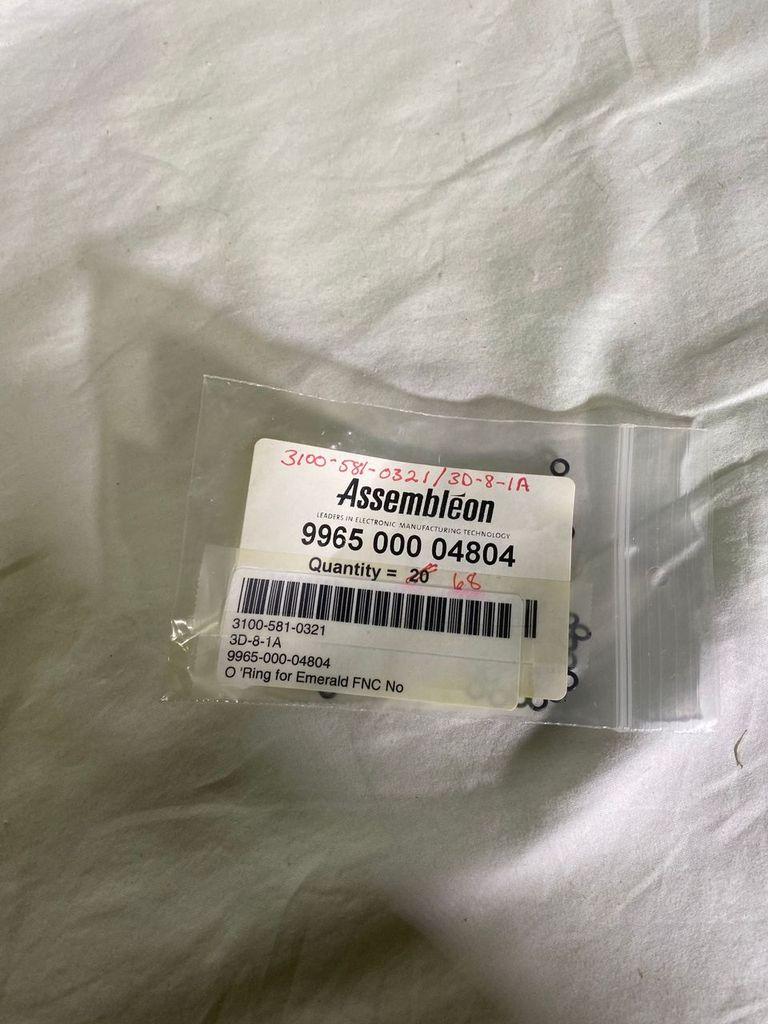 3100-581-0321/3D-8-1A
Assembléon
LEADERS IN ELECTRONIC MANUFACTURING TECHNOLOGY
9965 000 04804
Quantity = 20 68
3100-581-0321
3D-8-1A
9965-000-04804
O 'Ring for Emerald FNC No